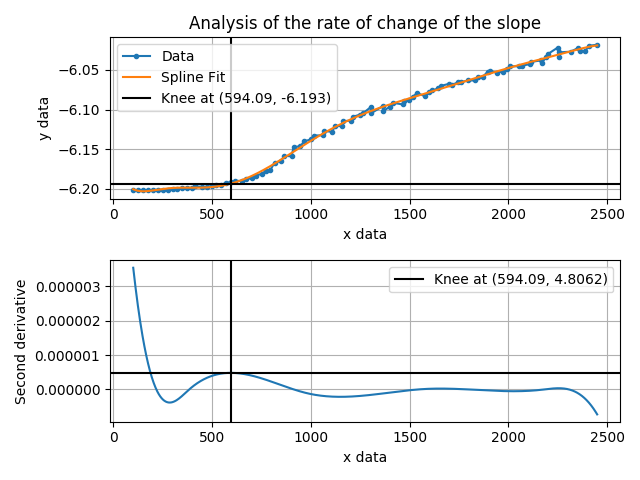 Analysis of the rate of change of the slope
Data
Spline Fit
Knee at (594.09, -6.193)
y data
−6.05
−6.10
−6.15
−6.20
0 500 1000 1500 2000 2500
x data
Knee at (594.09, 4.8062)
Second derivative
0.000003
0.000002
0.000001
0.000000
0 500 1000 1500 2000 2500
x data